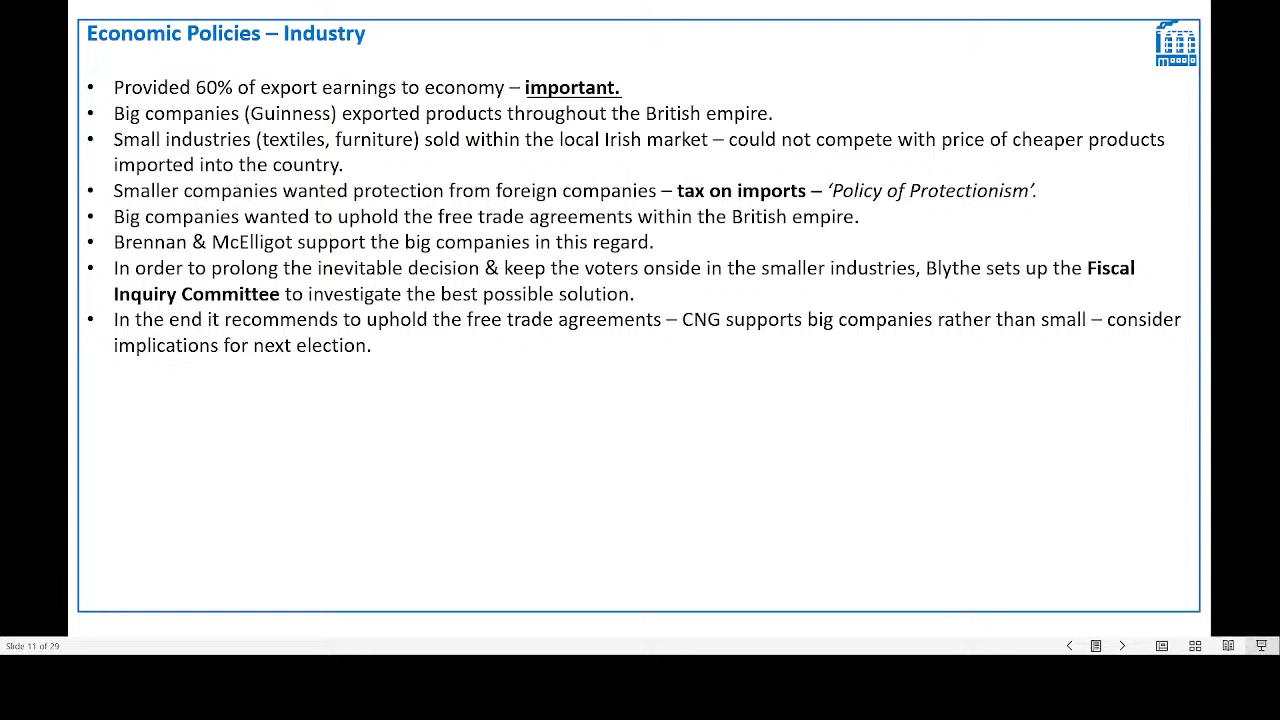 Economic Policies – Industry
• Provided 60% of export earnings to economy – important.
• Big companies (Guinness) exported products throughout the British empire.
• Small industries (textiles, furniture) sold within the local Irish market – could not compete with price of cheaper products
imported into the country.
• Smaller companies wanted protection from foreign companies – tax on imports – ‘Policy of Protectionism’.
• Big companies wanted to uphold the free trade agreements within the British empire.
• Brennan & McElligot support the big companies in this regard.
• In order to prolong the inevitable decision & keep the voters onside in the smaller industries, Blythe sets up the Fiscal
Inquiry Committee to investigate the best possible solution.
• In the end it recommends to uphold the free trade agreements – CNG supports big companies rather than small – consider
implications for next election.
Slide 11 of 29